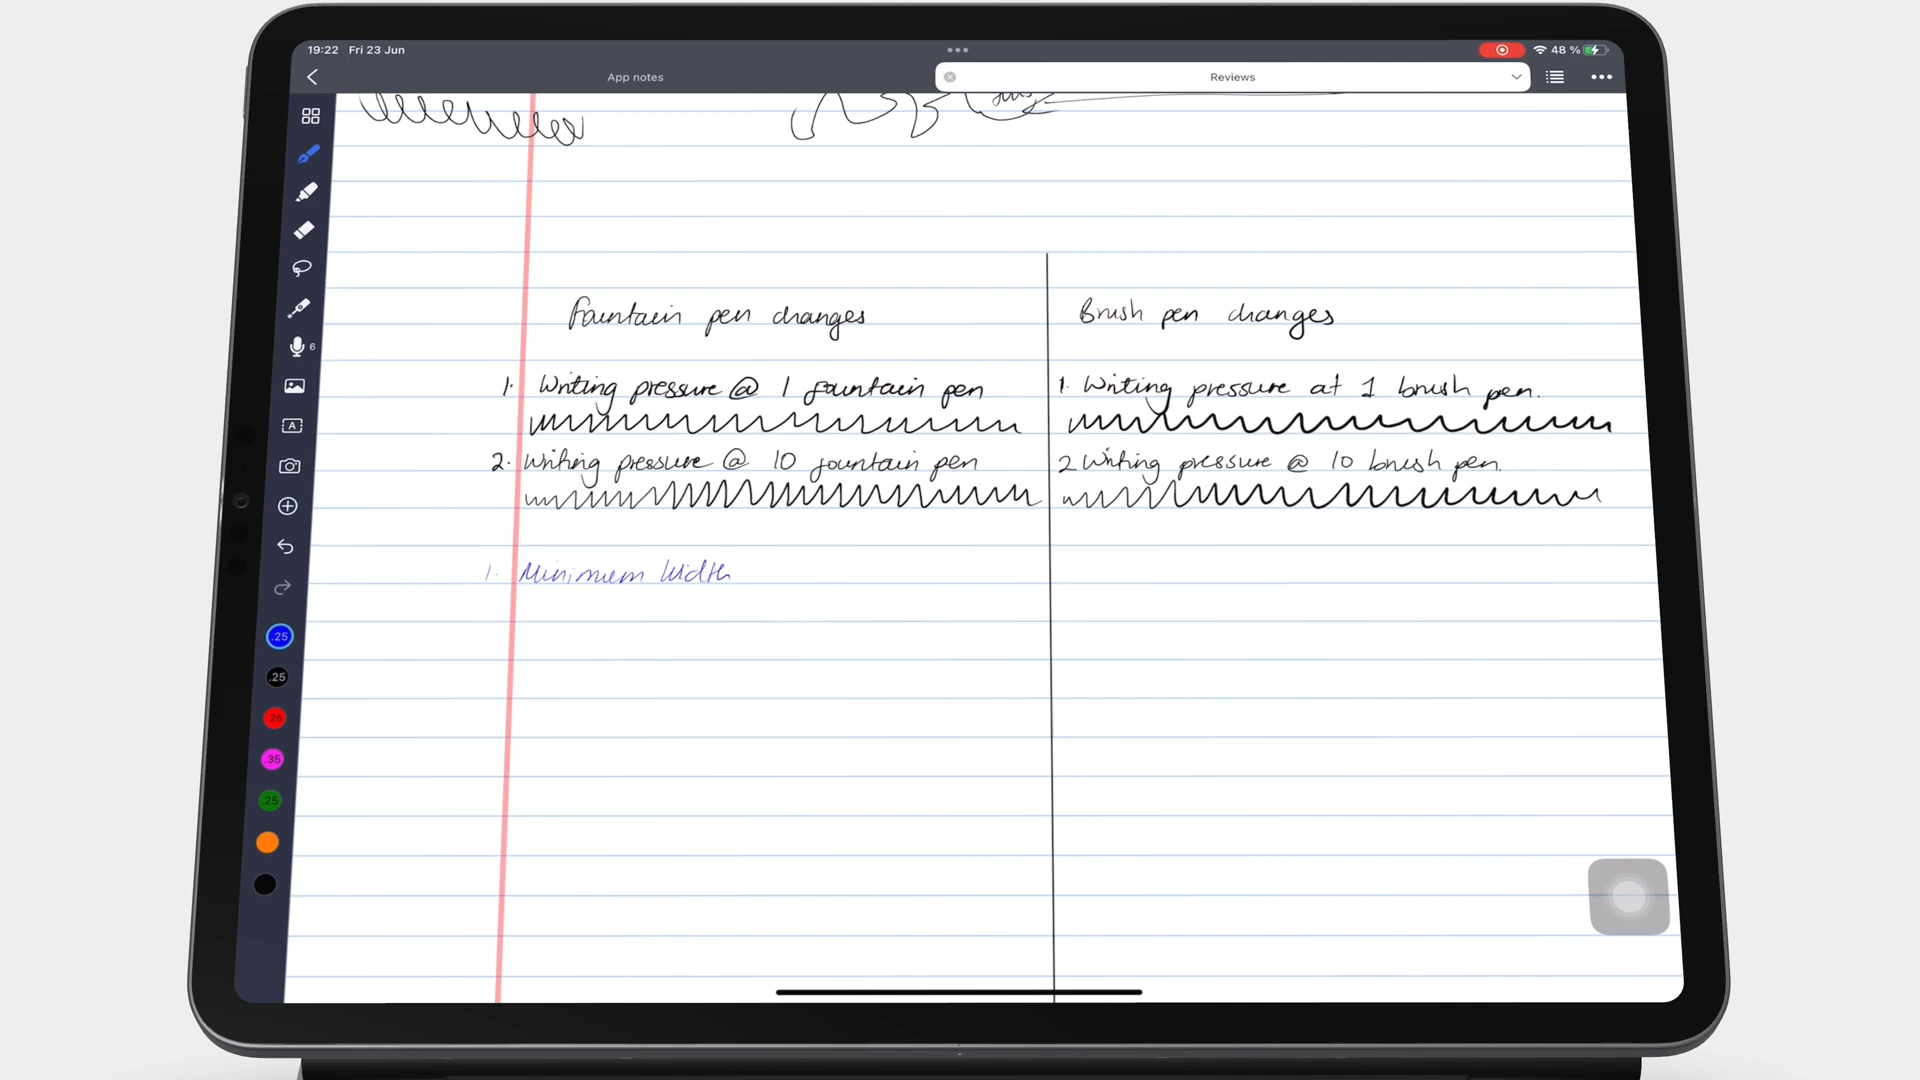 19:22 Fri 23 Jun
48 %
App notes
Reviews
Fountain pen changes
Brush pen changes
1. Writing pressure @ 1 fountain pen
1. Writing pressure at 1 brush pen.
2. Writing pressure @ 10 fountain pen
2 Writing pressure @ 10 brush pen.
1. Minimum Width
A
6
.25
.25
.25
.35
.25